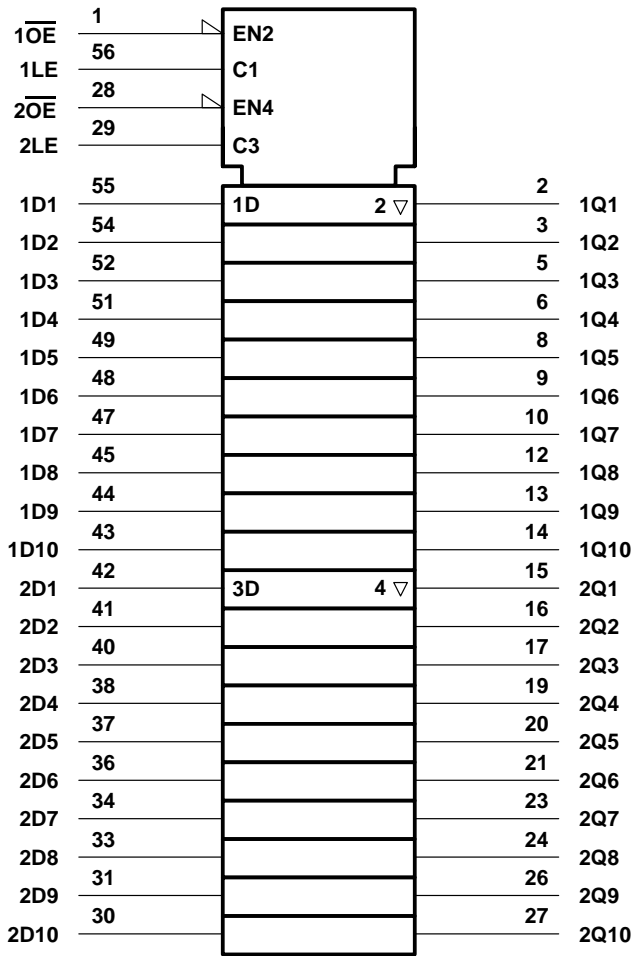 1O̅E̅ 1 EN2
1LE 56 C1
2O̅E̅ 28 EN4
2LE 29 C3
1D1 55 1D 2 ▽ 2 1Q1
1D2 54 3 1Q2
1D3 52 5 1Q3
1D4 51 6 1Q4
1D5 49 8 1Q5
1D6 48 9 1Q6
1D7 47 10 1Q7
1D8 45 12 1Q8
1D9 44 13 1Q9
1D10 43 14 1Q10
2D1 42 3D 4 ▽ 15 2Q1
2D2 41 16 2Q2
2D3 40 17 2Q3
2D4 38 19 2Q4
2D5 37 20 2Q5
2D6 36 21 2Q6
2D7 34 23 2Q7
2D8 33 24 2Q8
2D9 31 26 2Q9
2D10 30 27 2Q10